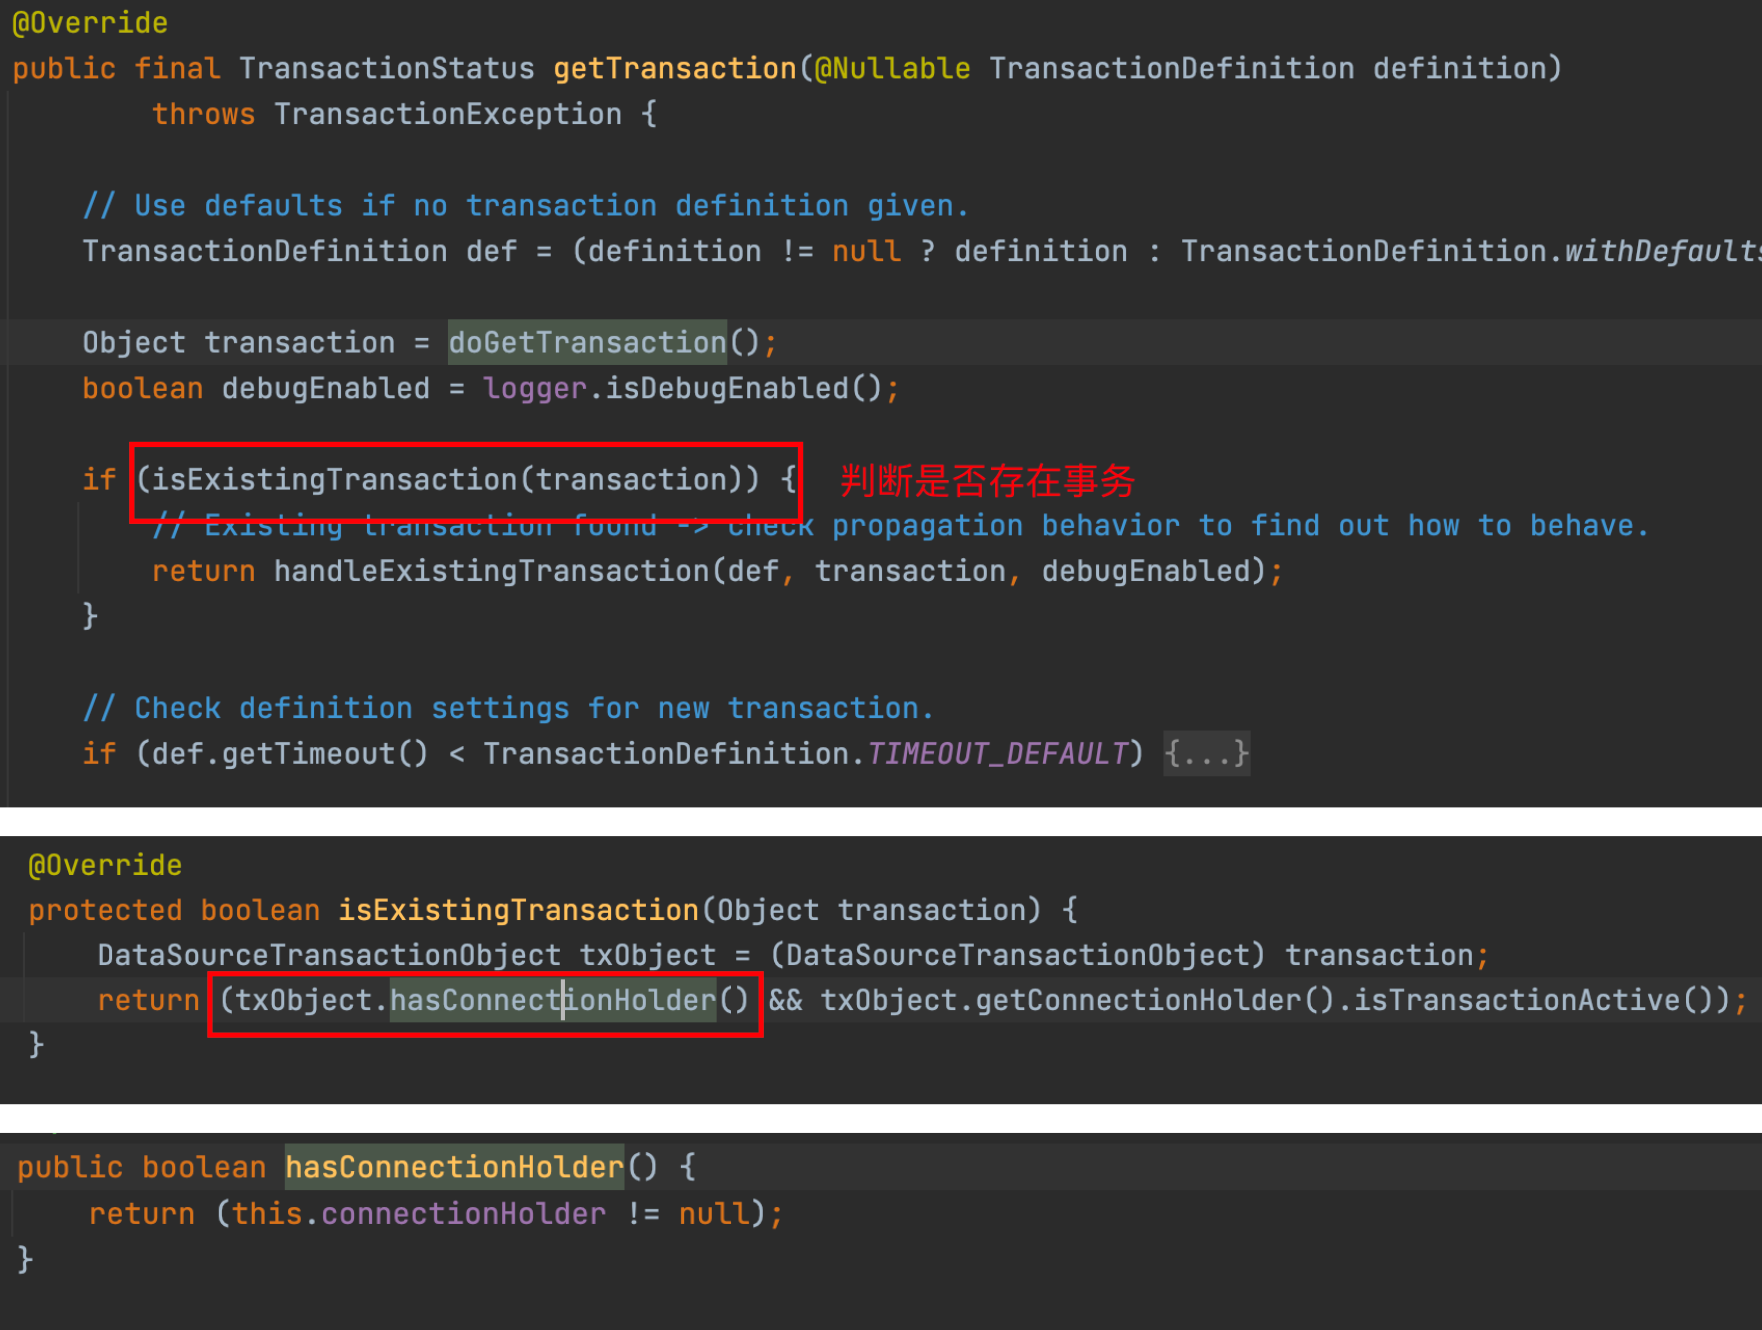 @Override
public final TransactionStatus getTransaction(@Nullable TransactionDefinition definition)
        throws TransactionException {
    // Use defaults if no transaction definition given.
    TransactionDefinition def = (definition != null ? definition : TransactionDefinition.withDefaults
    Object transaction = doGetTransaction();
    boolean debugEnabled = logger.isDebugEnabled();
    if (isExistingTransaction(transaction)) { 判断是否存在事务
        // Existing transaction found -> check propagation behavior to find out how to behave.
        return handleExistingTransaction(def, transaction, debugEnabled);
    }
    // Check definition settings for new transaction.
    if (def.getTimeout() < TransactionDefinition.TIMEOUT_DEFAULT) {...}
@Override
protected boolean isExistingTransaction(Object transaction) {
    DataSourceTransactionObject txObject = (DataSourceTransactionObject) transaction;
    return (txObject.hasConnectionHolder() && txObject.getConnectionHolder().isTransactionActive());
}
public boolean hasConnectionHolder() {
    return (this.connectionHolder != null);
}